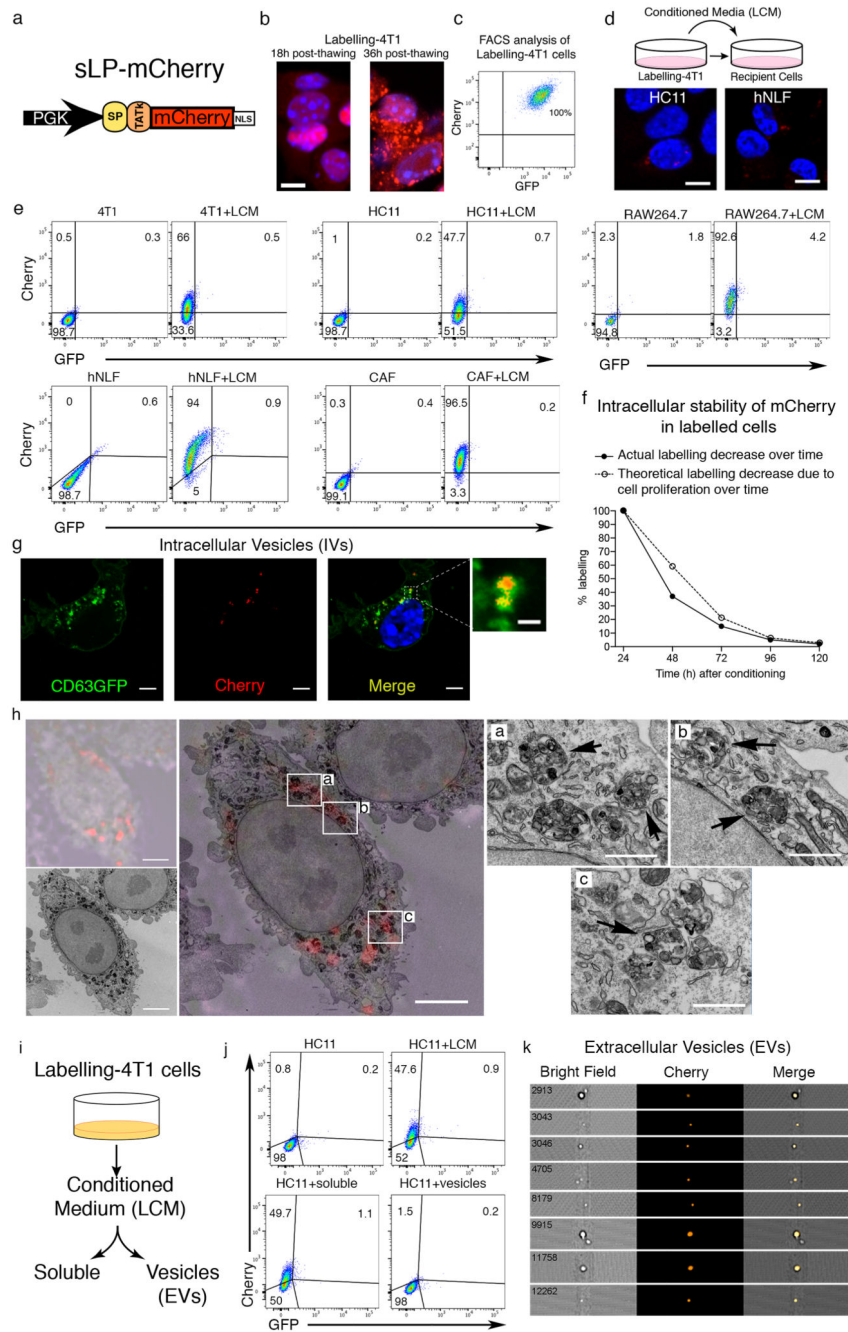 a
sLP-mCherry
PGK
SP
TATk
mCherry
NLS
b
Labelling-4T1
18h post-thawing 36h post-thawing
c
FACS analysis of
Labelling-4T1 cells
Cherry
10⁵
10⁴
10³
10²
100%
0 10² 10³ 10⁴ 10⁵
GFP
d
Conditioned Media (LCM)
Labelling-4T1 Recipient Cells
HC11 hNLF
e
4T1 4T1+LCM HC11 HC11+LCM RAW264.7 RAW264.7+LCM
0.5 0.3 66 0.5 1 0.2 47.7 0.7 2.3 1.8 92.6 4.2
98.7 33.6 98.7 51.5 94.8 3.2
Cherry
GFP
hNLF hNLF+LCM CAF CAF+LCM
0 0.6 94 0.9 0.3 0.4 96.5 0.2
98.7 5 99.1 3.3
Cherry
GFP
f
Intracellular stability of mCherry
in labelled cells
Actual labelling decrease over time
Theoretical labelling decrease due to
cell proliferation over time
% labelling
100
90
80
70
60
50
40
30
20
10
0
24 48 72 96 120
Time (h) after conditioning
g
Intracellular Vesicles (IVs)
CD63GFP Cherry Merge
h
a
b
c
a
b
c
i
Labelling-4T1 cells
Conditioned
Medium (LCM)
Soluble Vesicles
(EVs)
j
HC11 HC11+LCM
0.8 0.2 47.6 0.9
98 52
HC11+soluble HC11+vesicles
49.7 1.1 1.5 0.2
50 98
Cherry
GFP
k
Extracellular Vesicles (EVs)
Bright Field Cherry Merge
2913
3043
3046
4705
8179
9915
11758
12262